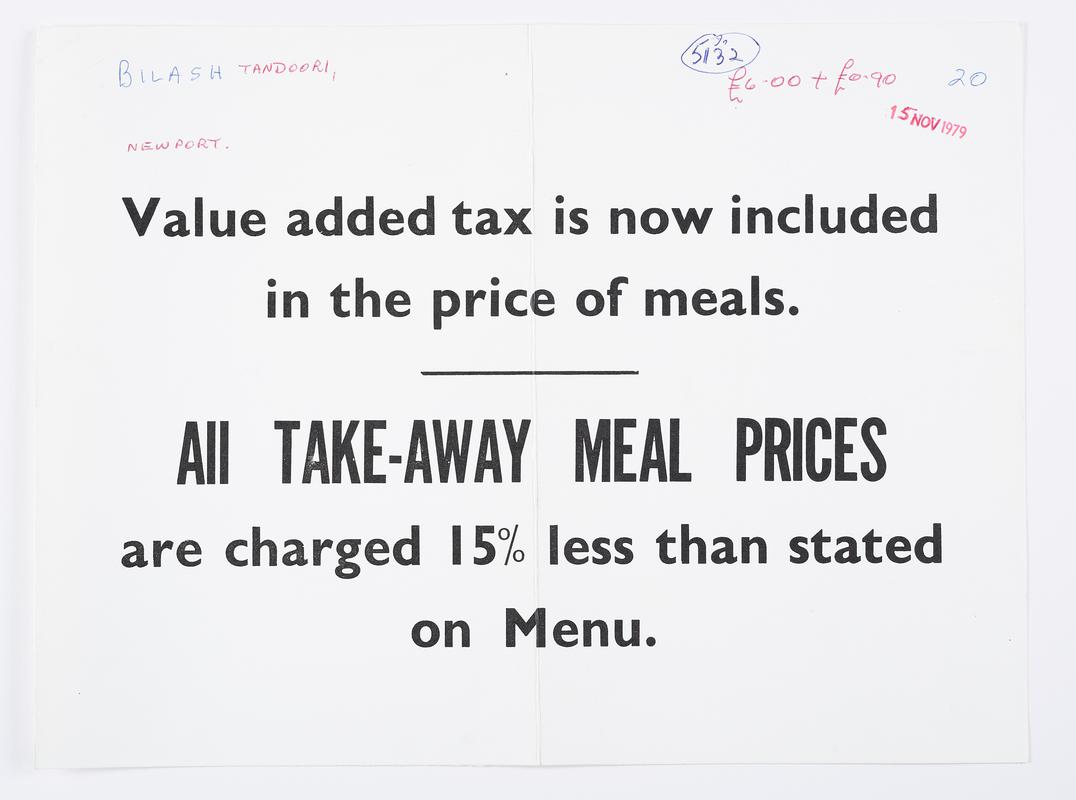 BILASH TANDOORI,
NEWPORT.
5132
£6.00 + £0.90
20
15 NOV 1979
Value added tax is now included
in the price of meals.
All TAKE-AWAY MEAL PRICES
are charged 15% less than stated
on Menu.